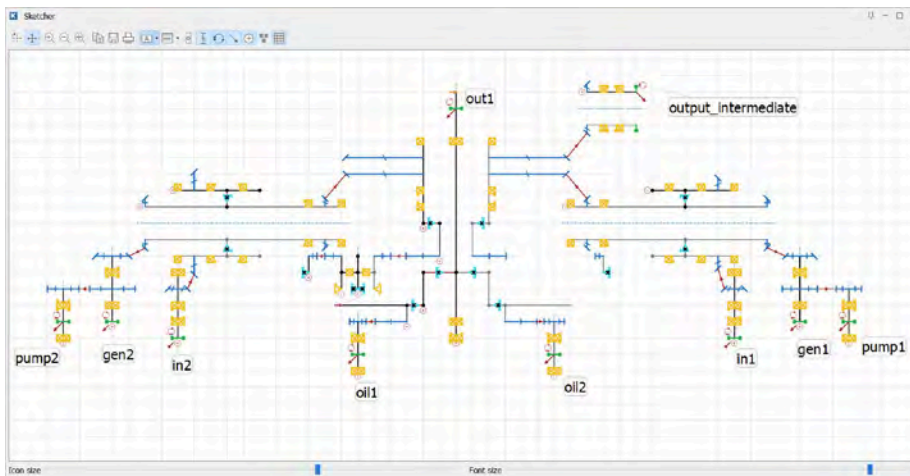 Sketcher
out1
output_intermediate
pump2
gen2
in2
oil1
oil2
in1
gen1
pump1
Icon size
Font size